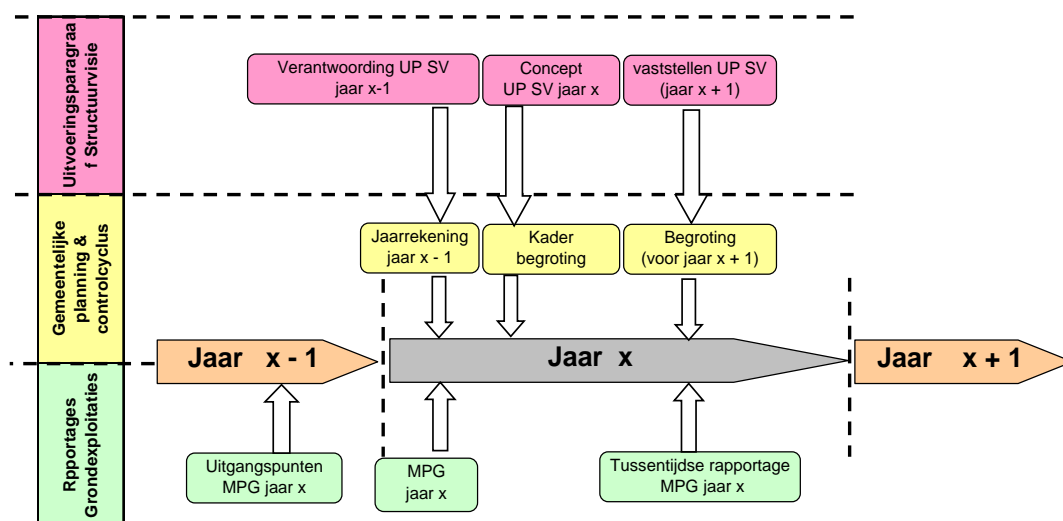 Uitvoeringsparagraa
f Structuurvisie
Verantwoording UP SV
jaar x-1
Concept
UP SV jaar x
vaststellen UP SV
(jaar x + 1)
Gemeentelijke
planning &
controlcyclus
Jaarrekening
jaar x - 1
Kader
begroting
Begroting
(voor jaar x + 1)
Jaar x - 1
Jaar x
Jaar x + 1
Rpportages
Grondexploitaties
Uitgangspunten
MPG jaar x
MPG
jaar x
Tussentijdse rapportage
MPG jaar x